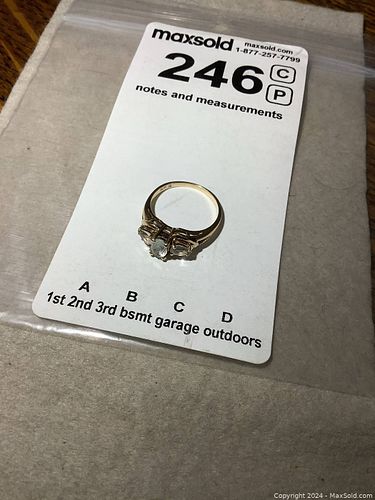 maxsold maxsold.com
1-877-257-7799
246 C
P
notes and measurements
A B C D
1st 2nd 3rd bsmt garage outdoors
Copyright 2024 - MaxSold.com